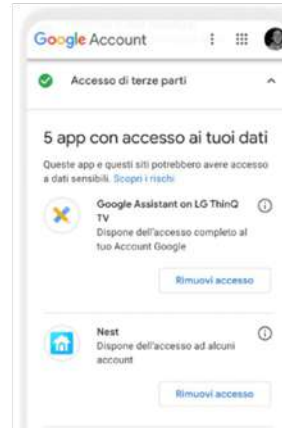 Google Account
Accesso di terze parti
5 app con accesso ai tuoi dati
Queste app e questi siti potrebbero avere accesso
a dati sensibili. Scopri i rischi
Google Assistant on LG ThinQ
TV
Dispone dell'accesso completo al
tuo Account Google
Rimuovi accesso
Nest
Dispone dell'accesso ad alcuni
account
Rimuovi accesso